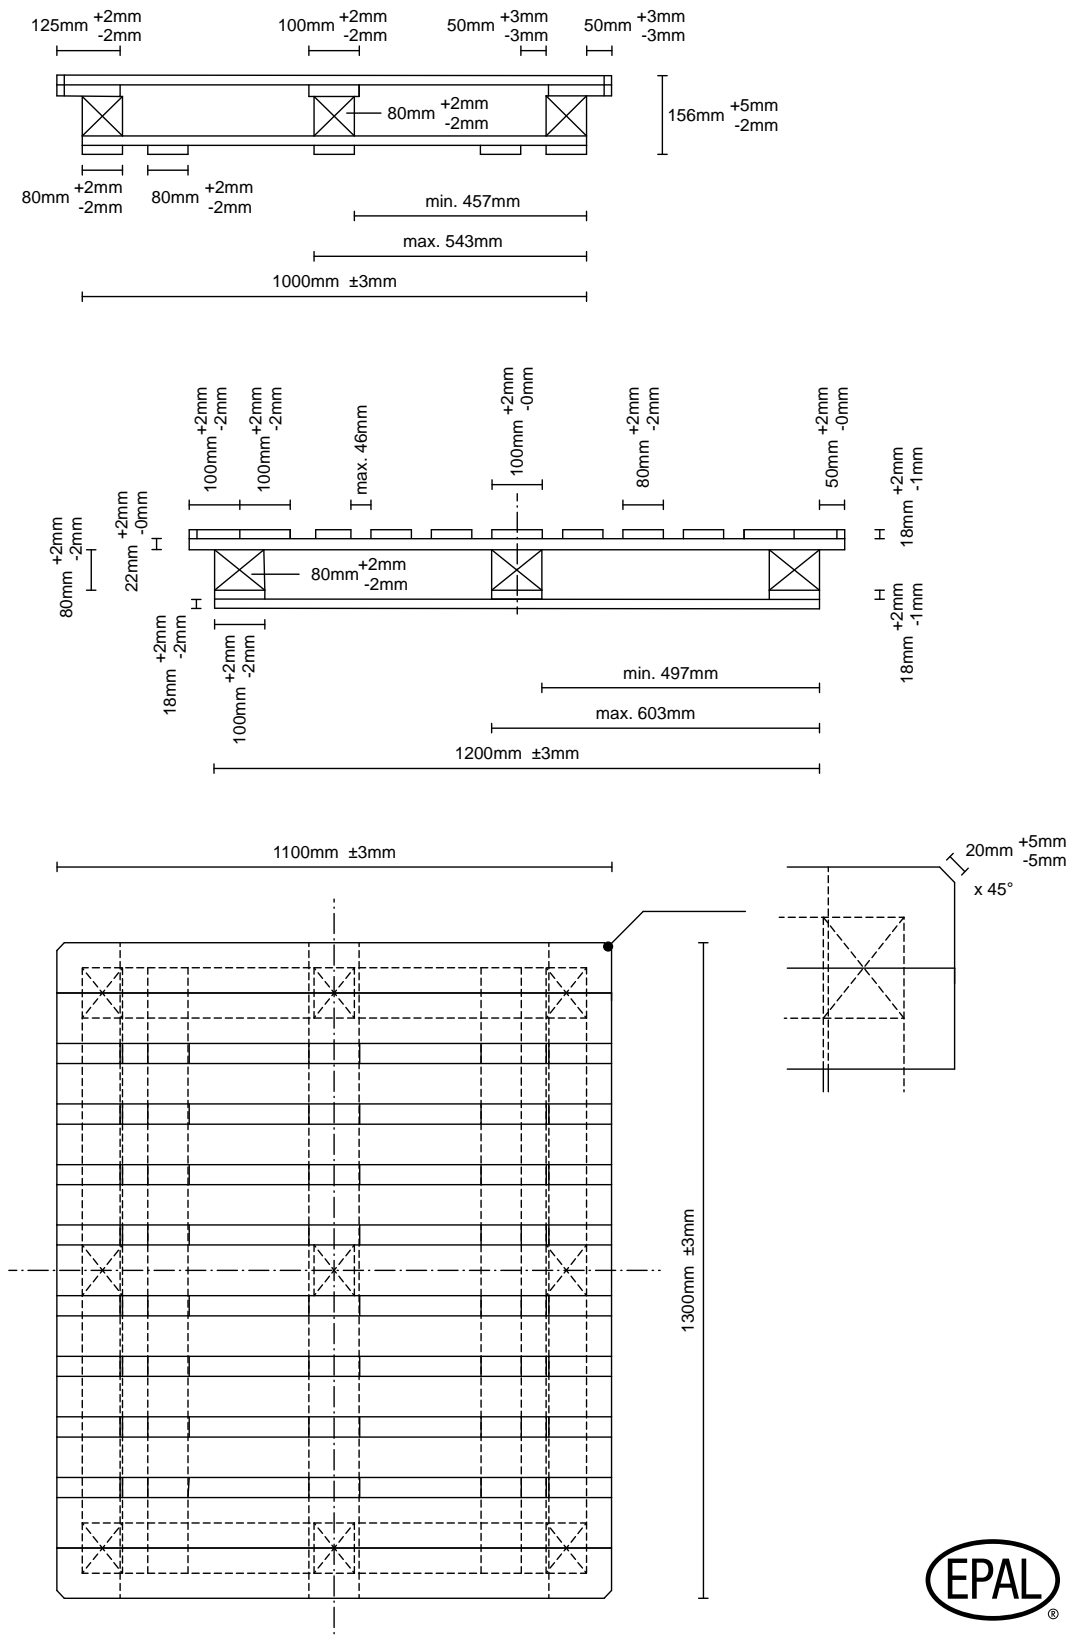 125mm +2mm -2mm
100mm +2mm -2mm
50mm +3mm -3mm
50mm +3mm -3mm
80mm +2mm -2mm
156mm +5mm -2mm
80mm +2mm -2mm
80mm +2mm -2mm
min. 457mm
max. 543mm
1000mm ±3mm
100mm +2mm -2mm
100mm +2mm -2mm
max. 46mm
100mm +2mm -0mm
80mm +2mm -2mm
50mm +2mm -0mm
18mm +2mm -1mm
80mm +2mm -2mm
22mm +2mm -0mm
80mm +2mm -2mm
18mm +2mm -2mm
100mm +2mm -2mm
18mm +2mm -1mm
min. 497mm
max. 603mm
1200mm ±3mm
1100mm ±3mm
20mm +5mm -5mm
x 45°
1300mm ±3mm
EPAL
®